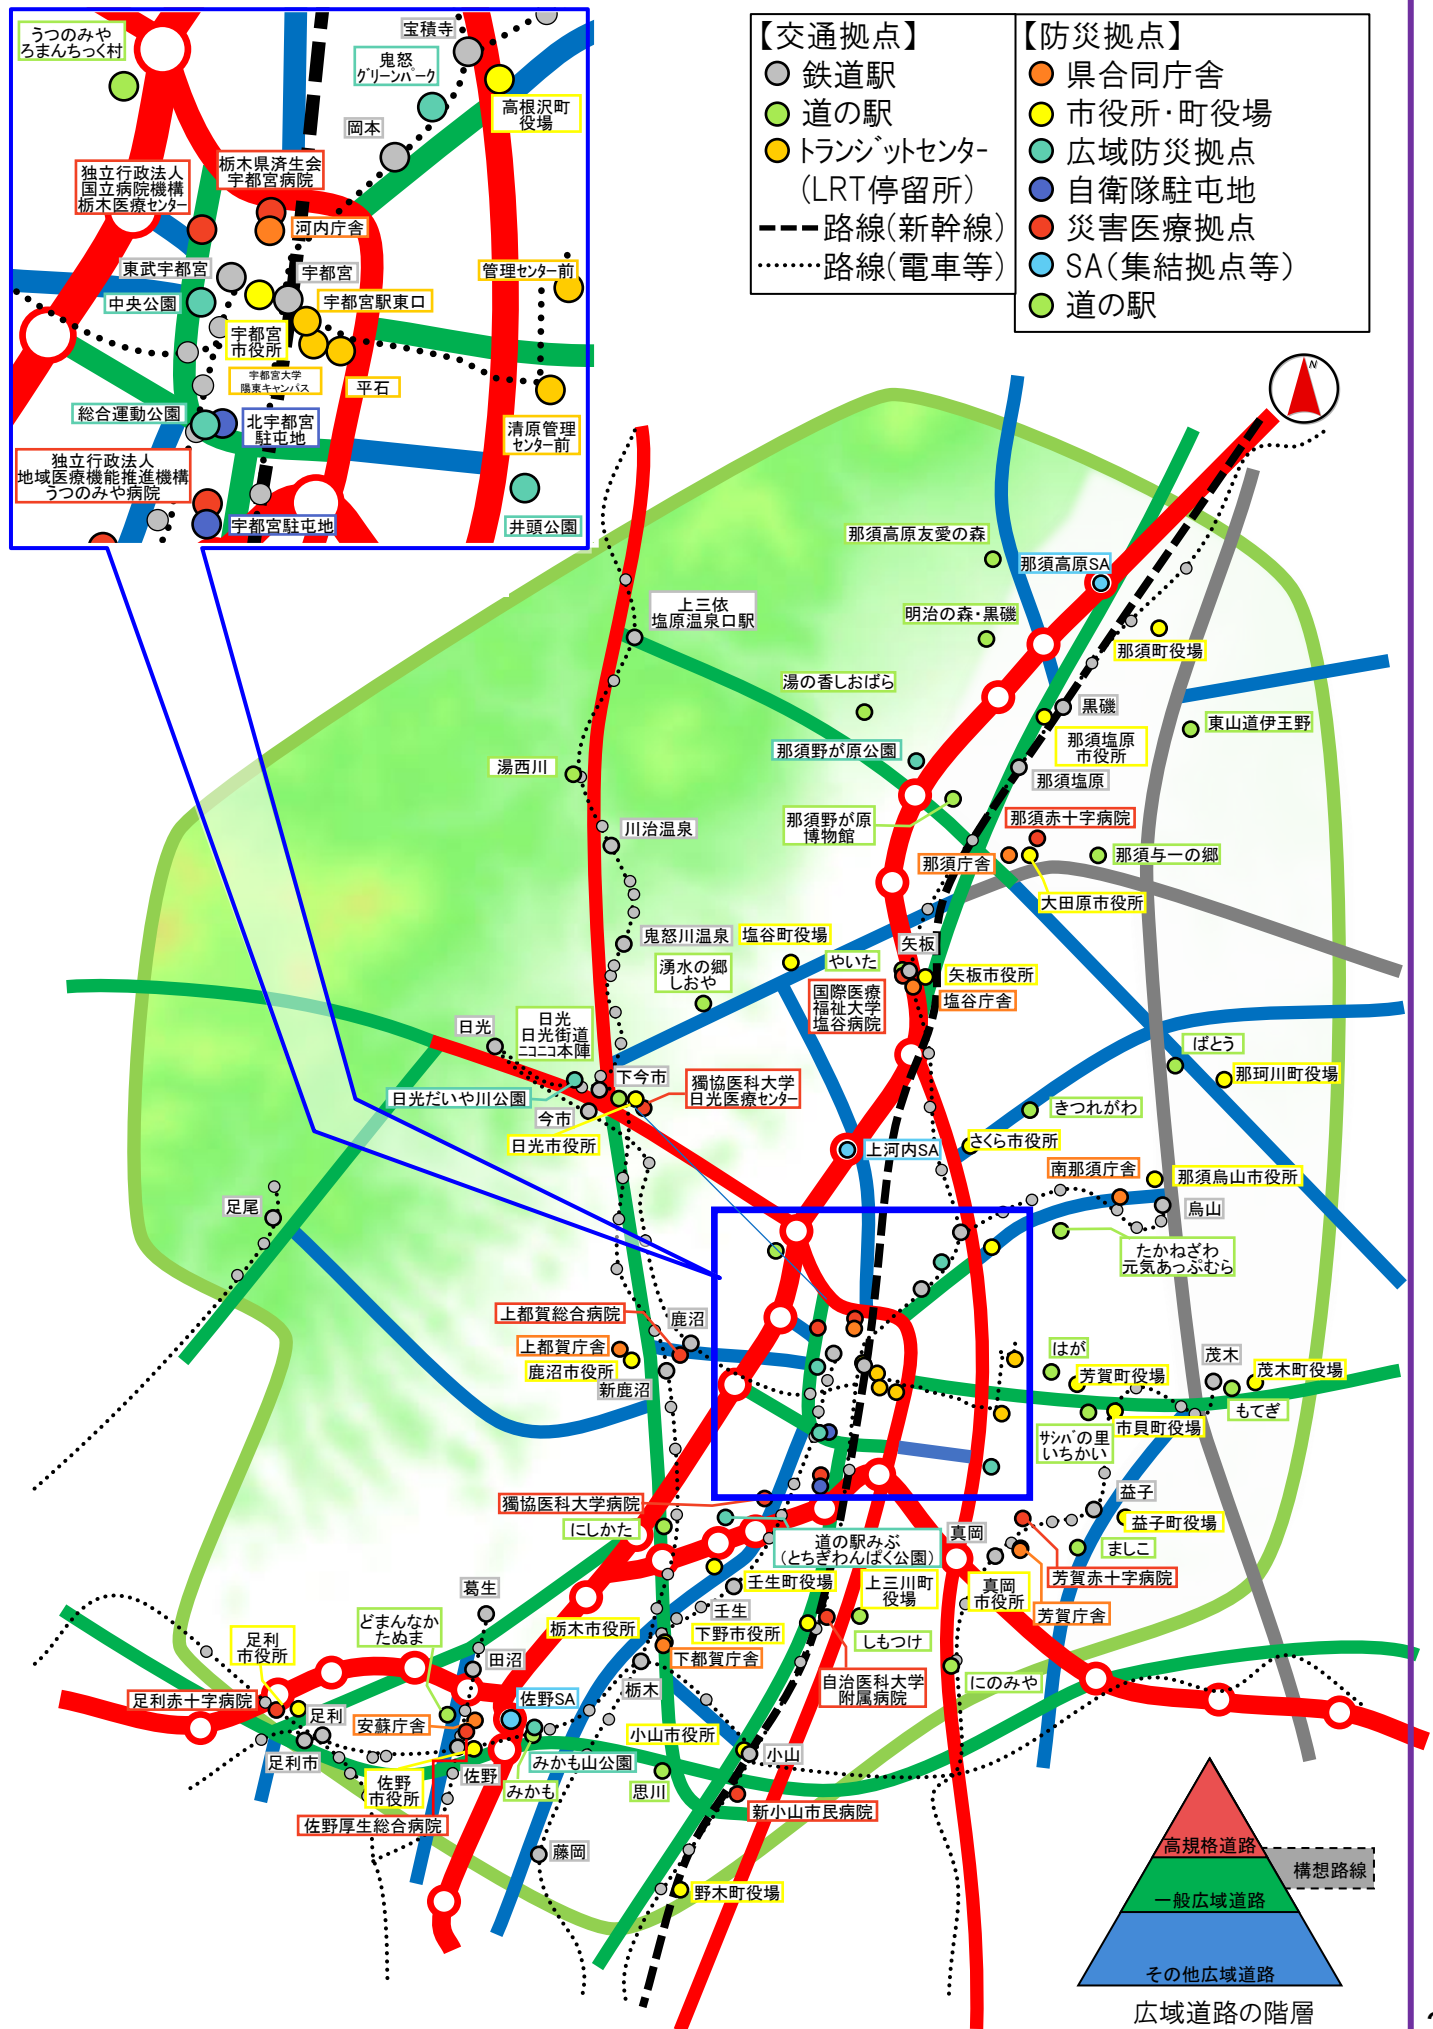 うつのみや
ろまんちっく村
宝積寺
鬼怒
グリーンパーク
高根沢町
役場
岡本
独立行政法人
国立病院機構
栃木医療センター
栃木県済生会
宇都宮病院
河内庁舎
東武宇都宮
宇都宮
管理センター前
中央公園
宇都宮駅東口
宇都宮
市役所
宇都宮大学
陽東キャンパス
平石
総合運動公園
北宇都宮
駐屯地
清原管理
センター前
独立行政法人
地域医療機能推進機構
うつのみや病院
宇都宮駐屯地
井頭公園
【交通拠点】
鉄道駅
道の駅
トランジットセンター
(LRT停留所)
路線(新幹線)
路線(電車等)
【防災拠点】
県合同庁舎
市役所・町役場
広域防災拠点
自衛隊駐屯地
災害医療拠点
SA(集結拠点等)
道の駅
N
那須高原友愛の森
那須高原SA
上三依
塩原温泉口駅
明治の森・黒磯
那須町役場
湯の香しおばら
黒磯
東山道伊王野
那須野が原公園
那須塩原
市役所
湯西川
那須塩原
那須野が原
博物館
那須赤十字病院
川治温泉
那須庁舎
那須与一の郷
大田原市役所
鬼怒川温泉
塩谷町役場
矢板
やいた
湧水の郷
しおや
矢板市役所
国際医療
福祉大学
塩谷病院
塩谷庁舎
日光
日光
日光街道
ニコニコ本陣
ばとう
下今市
獨協医科大学
日光医療センター
那珂川町役場
日光だいや川公園
今市
きつれがわ
日光市役所
さくら市役所
上河内SA
南那須庁舎
那須烏山市役所
足尾
烏山
たかねざわ
元気あっぷむら
上都賀総合病院
鹿沼
上都賀庁舎
はが
茂木
鹿沼市役所
芳賀町役場
茂木町役場
新鹿沼
もてぎ
市貝町役場
サシバの里
いちかい
益子
獨協医科大学病院
益子町役場
にしかた
真岡
道の駅みぶ
(とちぎわんぱく公園)
ましこ
葛生
壬生町役場
上三川町
役場
真岡
市役所
芳賀赤十字病院
どまんなか
たぬま
壬生
芳賀庁舎
栃木市役所
下野市役所
足利
市役所
しもつけ
田沼
下都賀庁舎
栃木
自治医科大学
附属病院
にのみや
足利赤十字病院
佐野SA
足利
安蘇庁舎
小山市役所
小山
足利市
佐野
みかも山公園
佐野
市役所
みかも
思川
佐野厚生総合病院
新小山市民病院
藤岡
野木町役場
高規格道路
構想路線
一般広域道路
その他広域道路
広域道路の階層